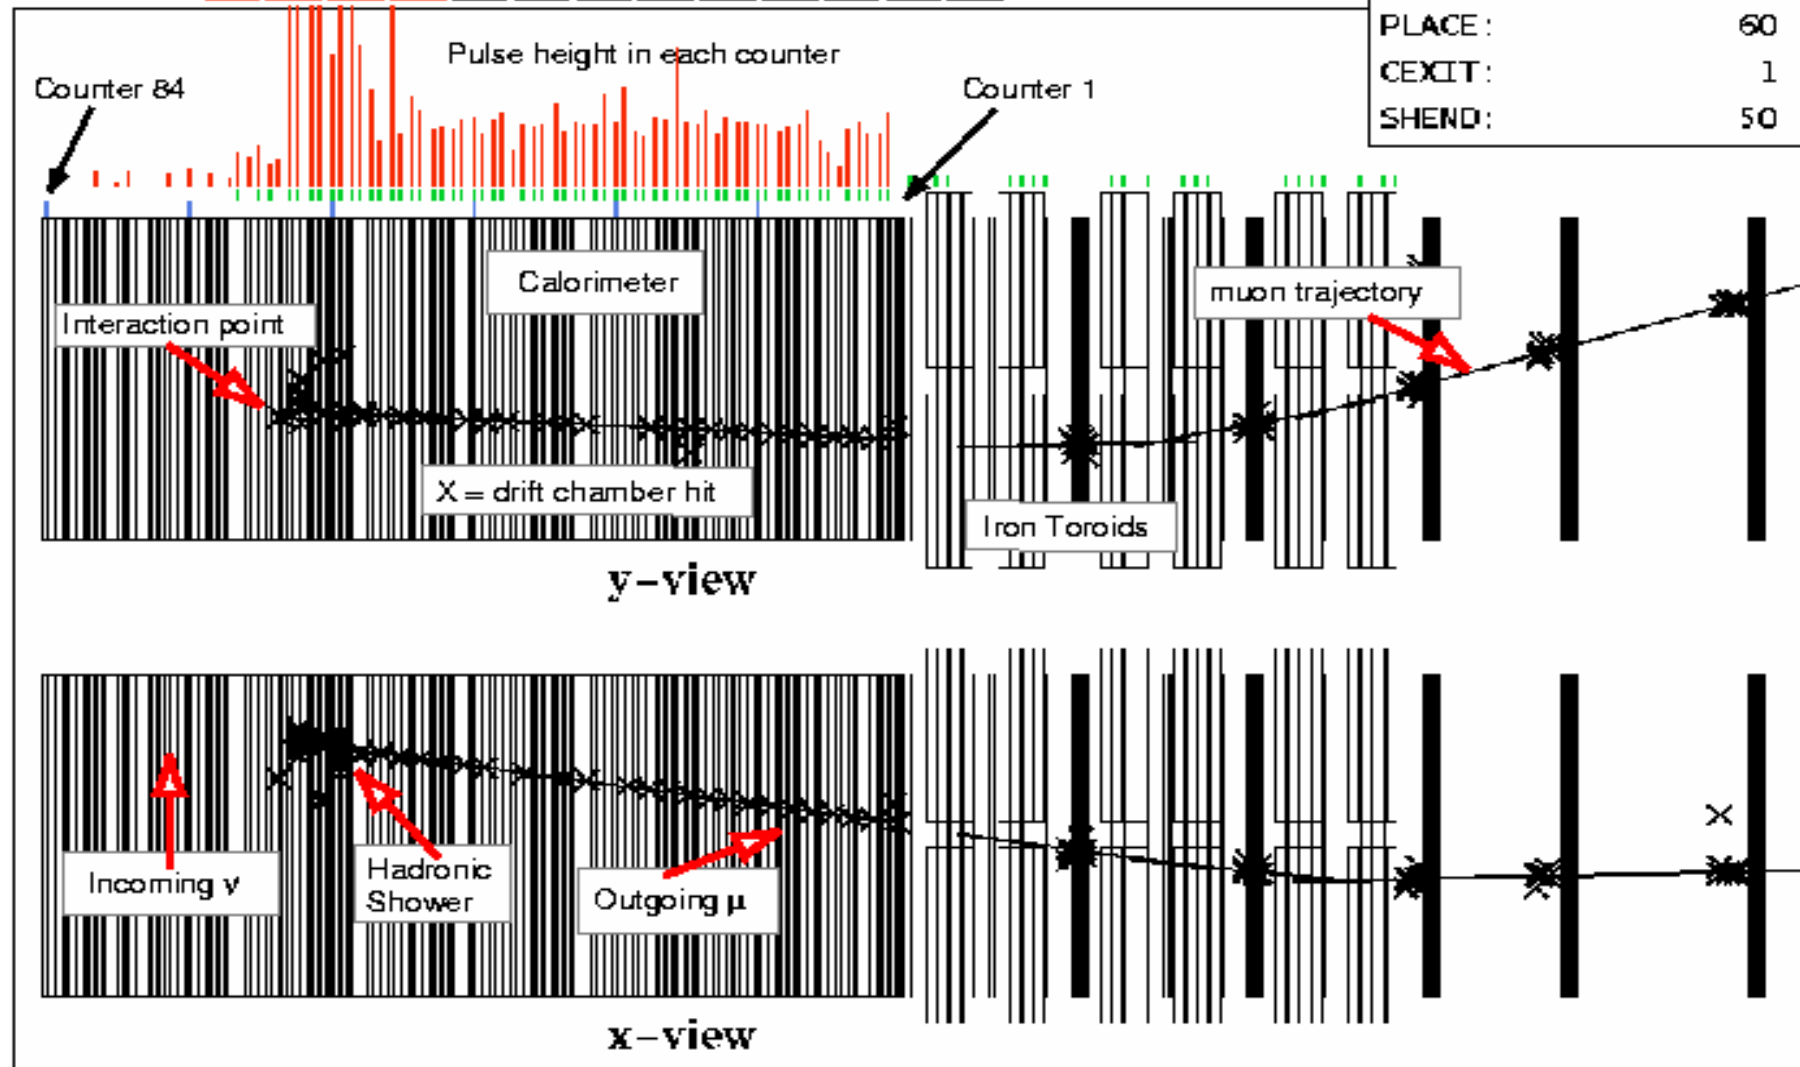 PLACE: 60
CEXIT: 1
SHEND: 50
Pulse height in each counter
Counter 84
Counter 1
Calorimeter
muon trajectory
Interaction point
X = drift chamber hit
Iron Toroids
y-view
Incoming ν
Hadronic
Shower
Outgoing μ
x-view